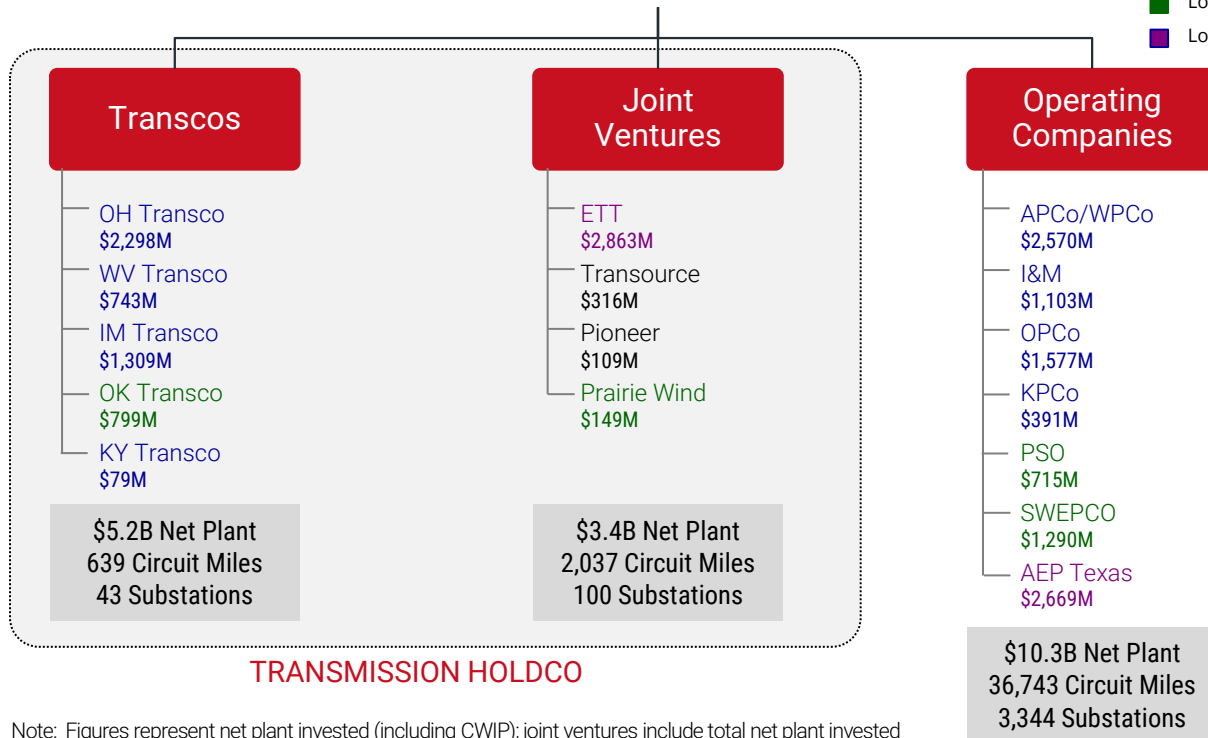 Lo
Lo
Transcos
Joint
Ventures
Operating
Companies
OH Transco
$2,298M
WV Transco
$743M
IM Transco
$1,309M
OK Transco
$799M
KY Transco
$79M
$5.2B Net Plant
639 Circuit Miles
43 Substations
ETT
$2,863M
Transource
$316M
Pioneer
$109M
Prairie Wind
$149M
$3.4B Net Plant
2,037 Circuit Miles
100 Substations
TRANSMISSION HOLDCO
APCo/WPCo
$2,570M
I&M
$1,103M
OPCo
$1,577M
KPCo
$391M
PSO
$715M
SWEPCO
$1,290M
AEP Texas
$2,669M
$10.3B Net Plant
36,743 Circuit Miles
3,344 Substations
Note: Figures represent net plant invested (including CWIP); joint ventures include total net plant invested